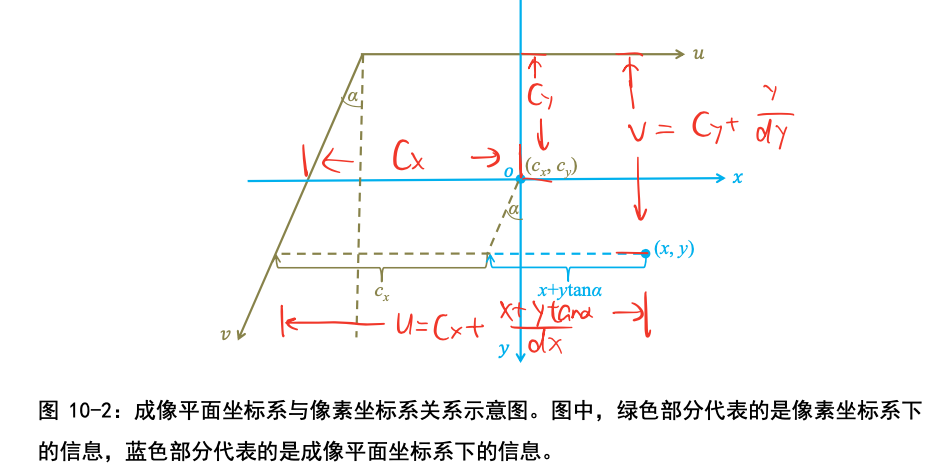 u
α
Cy
y
v = Cy + y/dy
Cx
o
(cx, cy)
x
α
(x, y)
cx
x+ytanα
v
u = Cx + x+ytanα/dx
y
图 10-2：成像平面坐标系与像素坐标系关系示意图。图中，绿色部分代表的是像素坐标系下
的信息，蓝色部分代表的是成像平面坐标系下的信息。